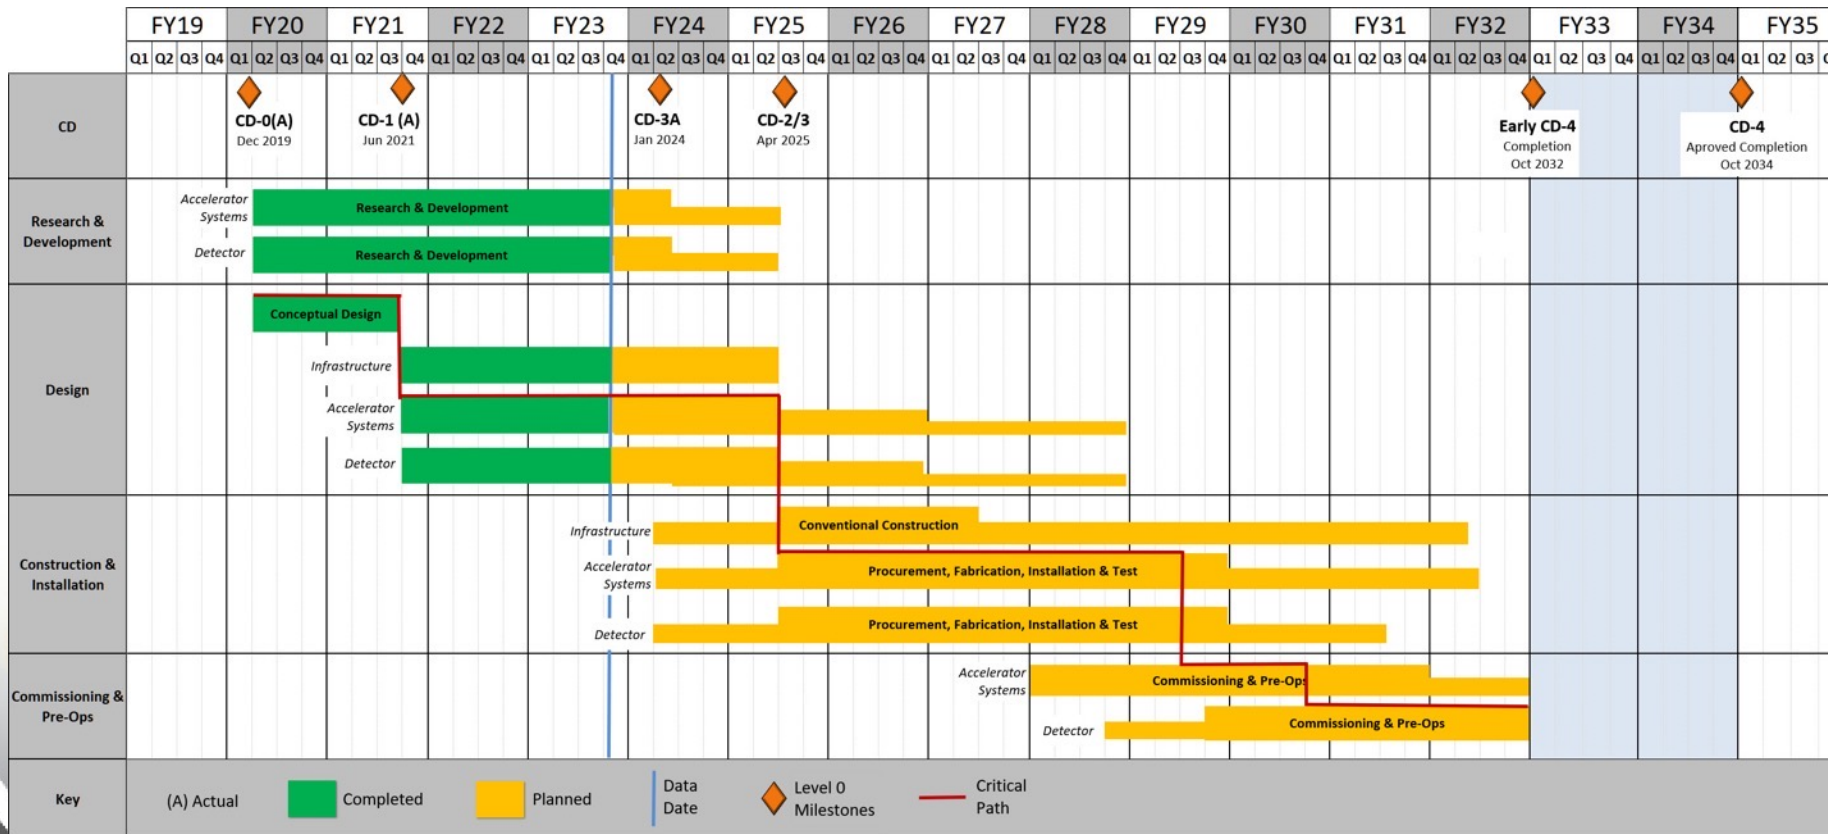 FY19 FY20 FY21 FY22 FY23 FY24 FY25 FY26 FY27 FY28 FY29 FY30 FY31 FY32 FY33 FY34 FY35
Q1 Q2 Q3 Q4 Q1 Q2 Q3 Q4 Q1 Q2 Q3 Q4 Q1 Q2 Q3 Q4 Q1 Q2 Q3 Q4 Q1 Q2 Q3 Q4 Q1 Q2 Q3 Q4 Q1 Q2 Q3 Q4 Q1 Q2 Q3 Q4 Q1 Q2 Q3 Q4 Q1 Q2 Q3 Q4 Q1 Q2 Q3 Q4 Q1 Q2 Q3 Q4 Q1 Q2 Q3 Q4 Q1 Q2 Q3 Q4 Q1 Q2 Q3 Q4 Q1 Q2 Q3
CD
CD-0(A)
Dec 2019
CD-1 (A)
Jun 2021
CD-3A
Jan 2024
CD-2/3
Apr 2025
Early CD-4
Completion
Oct 2032
CD-4
Aproved Completion
Oct 2034
Research &
Development
Accelerator
Systems
Research & Development
Detector
Research & Development
Design
Conceptual Design
Infrastructure
Accelerator
Systems
Detector
Construction &
Installation
Infrastructure
Conventional Construction
Accelerator
Systems
Procurement, Fabrication, Installation & Test
Detector
Procurement, Fabrication, Installation & Test
Commissioning &
Pre-Ops
Accelerator
Systems
Commissioning & Pre-Ops
Detector
Commissioning & Pre-Ops
Key
(A) Actual
Completed
Planned
Data
Date
Level 0
Milestones
Critical
Path